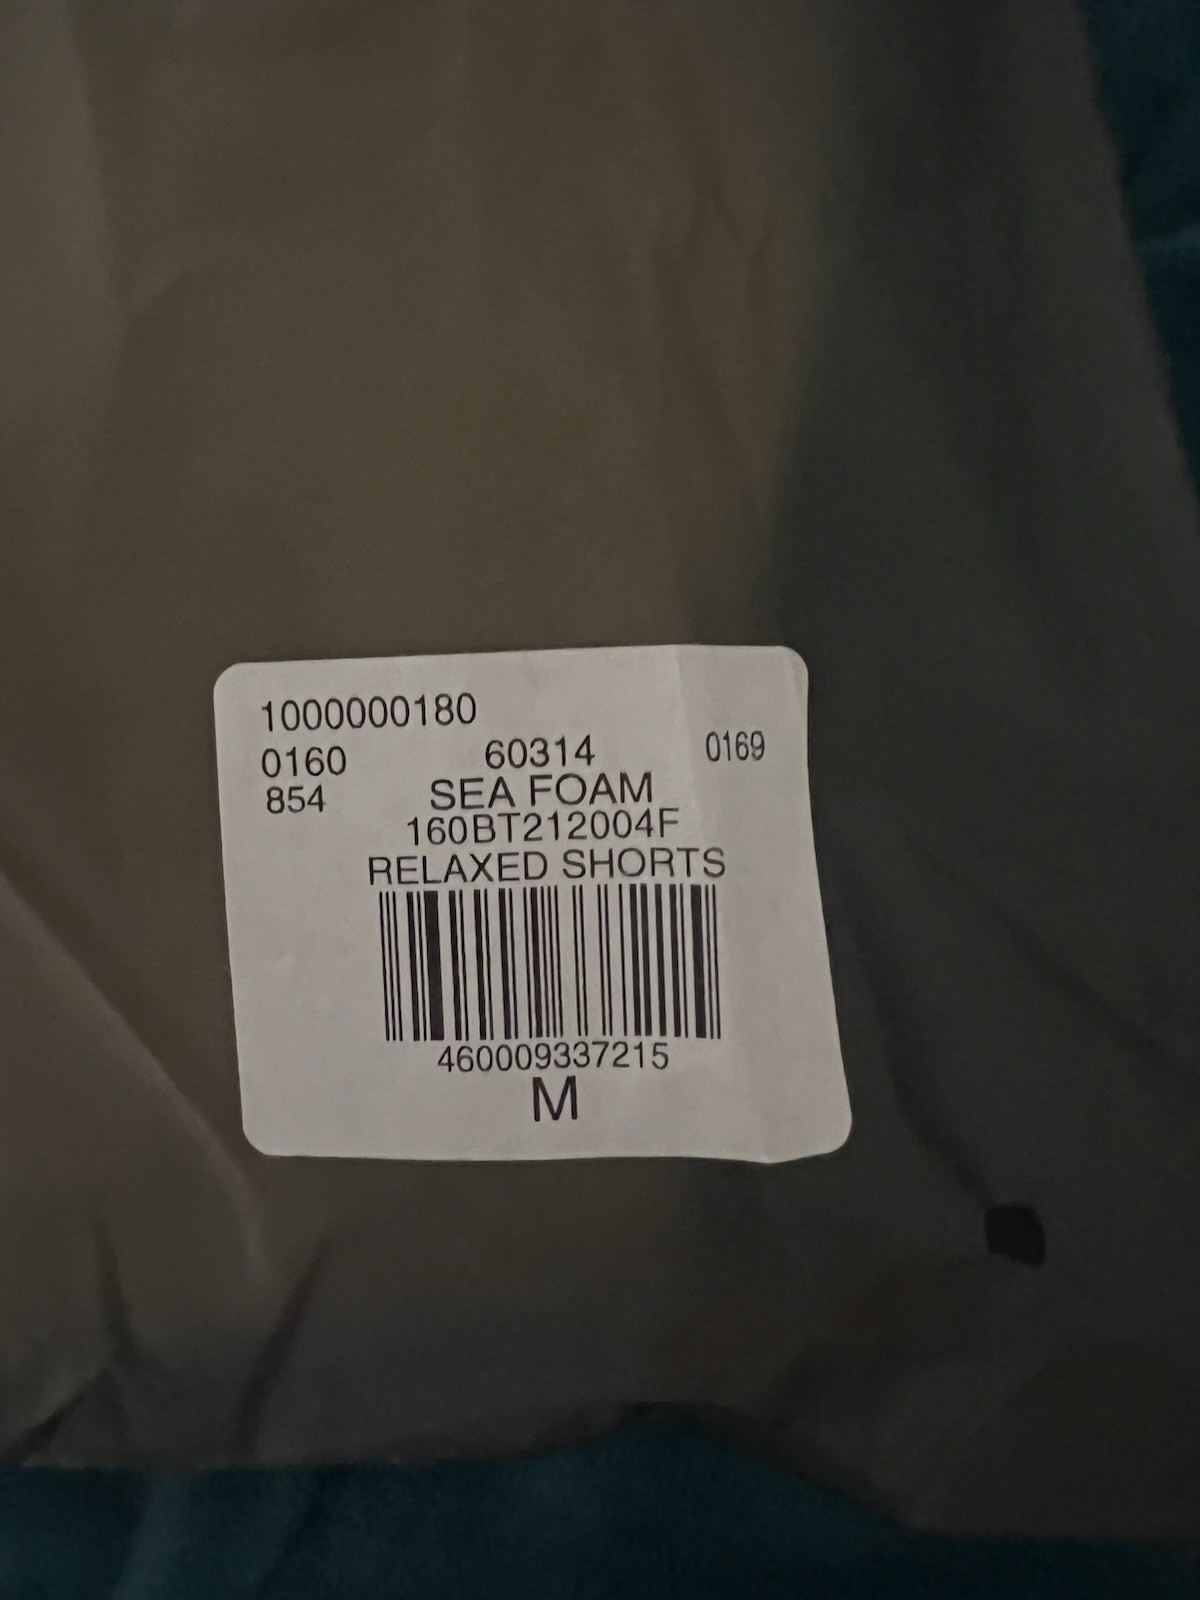 1000000180
0160 60314 0169
854 SEA FOAM
160BT212004F
RELAXED SHORTS
460009337215
M